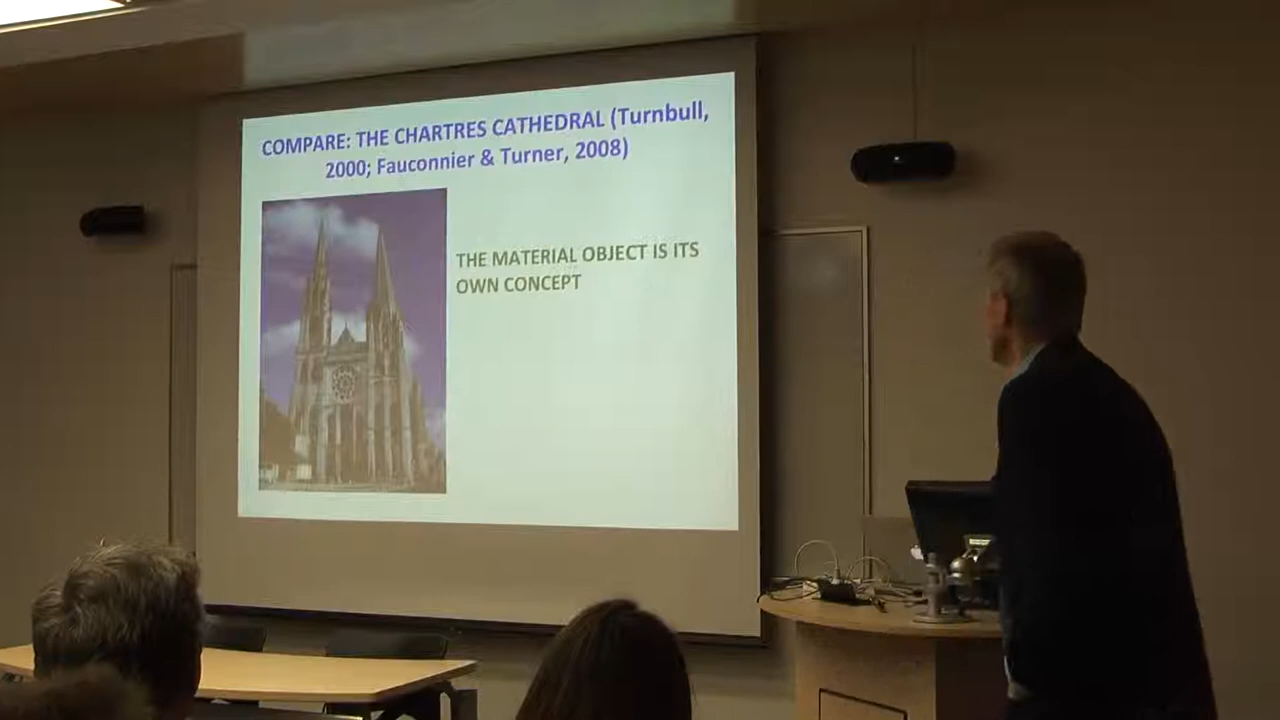 COMPARE: THE CHARTRES CATHEDRAL (Turnbull,
2000; Fauconnier & Turner, 2008)
THE MATERIAL OBJECT IS ITS
OWN CONCEPT